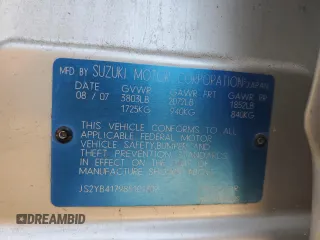 MFD. BY SUZUKI MOTOR CORPORATION
DATE GVWR GAWR FRT GAWR RR
08 / 07 3803LB 2072LB 1852LB
1725KG 940KG 840KG
THIS VEHICLE CONFORMS TO ALL
APPLICABLE FEDERAL MOTOR
VEHICLE SAFETY, BUMPER AND
THEFT PREVENTION STANDARDS
IN EFFECT ON THE DATE OF
MANUFACTURE SHOWN ABOVE.
DREAMBID